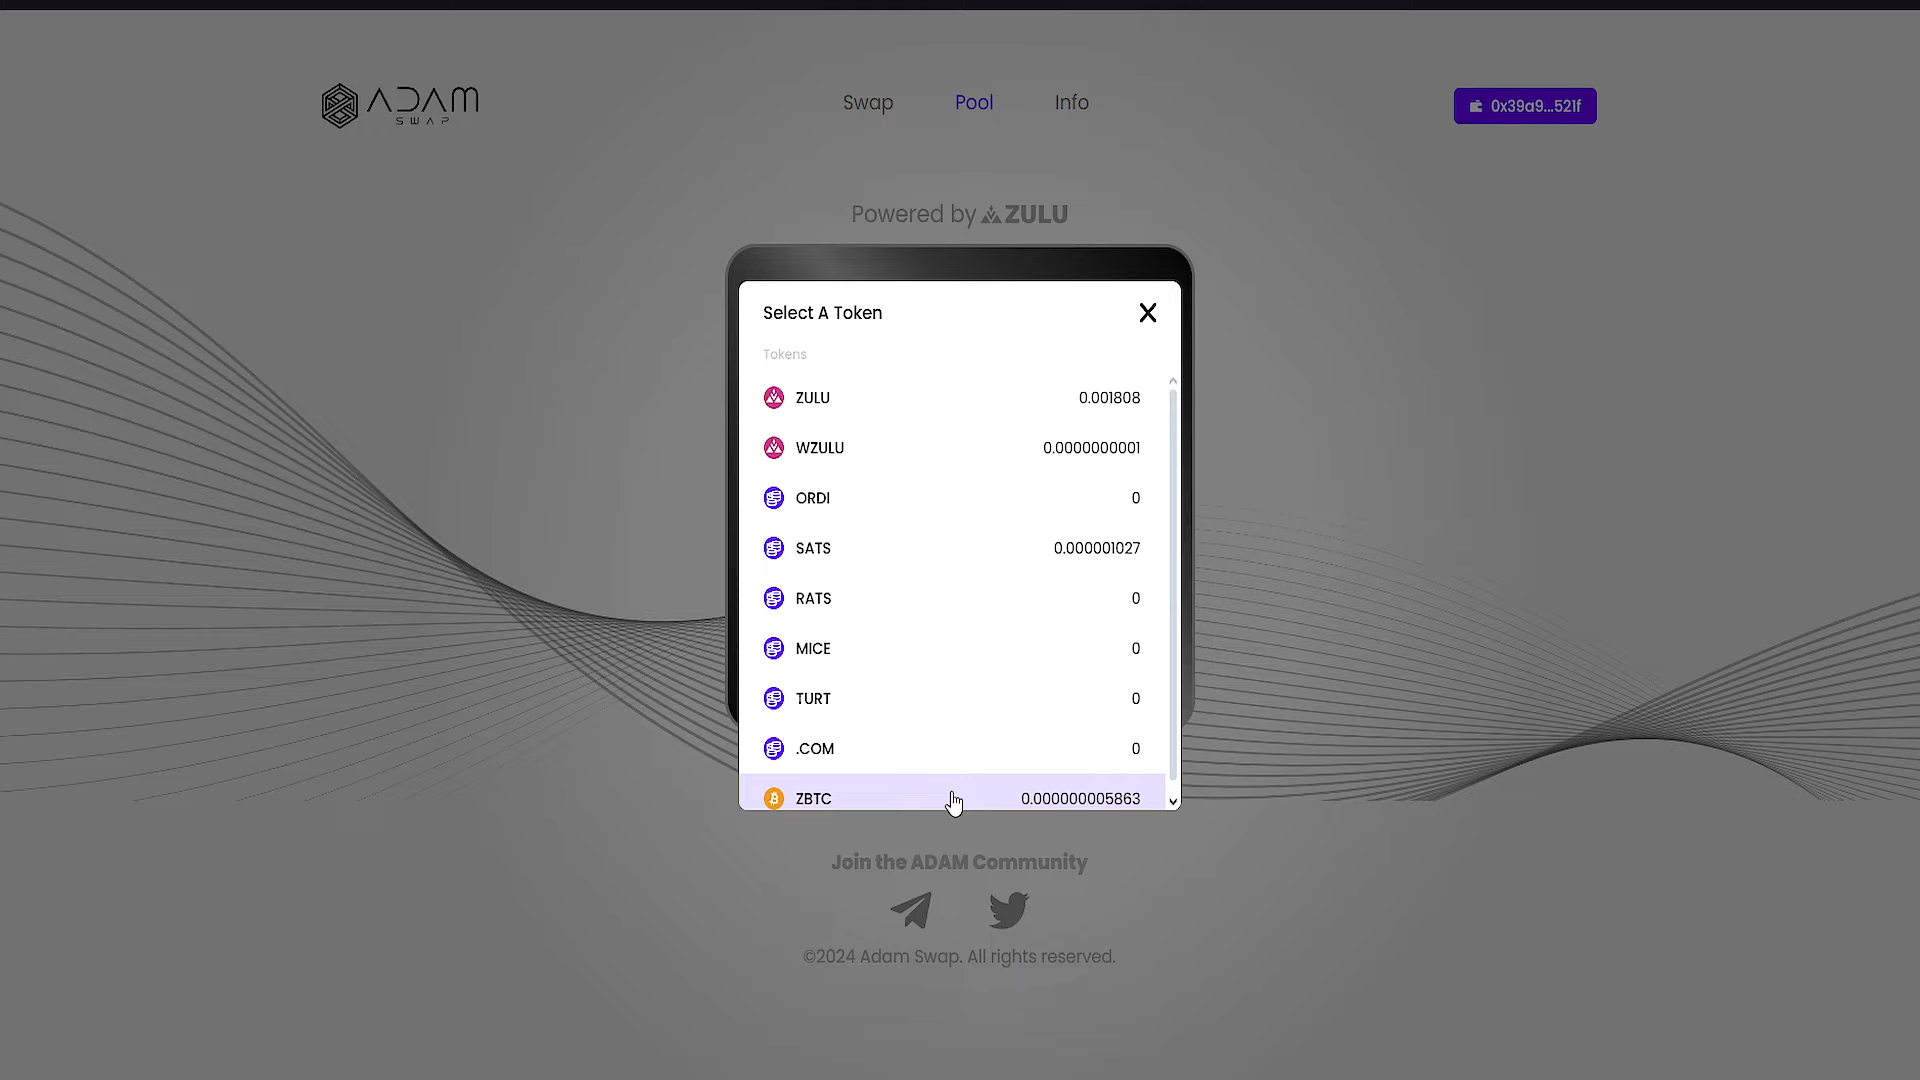 ADAM
SWAP
Swap
Pool
Info
0x39a9...521f
Powered by ZULU
Select A Token
X
Tokens
ZULU 0.001808
WZULU 0.0000000001
ORDI 0
SATS 0.000001027
RATS 0
MICE 0
TURT 0
.COM 0
ZBTC 0.000000005863
Join the ADAM Community
©2024 Adam Swap. All rights reserved.